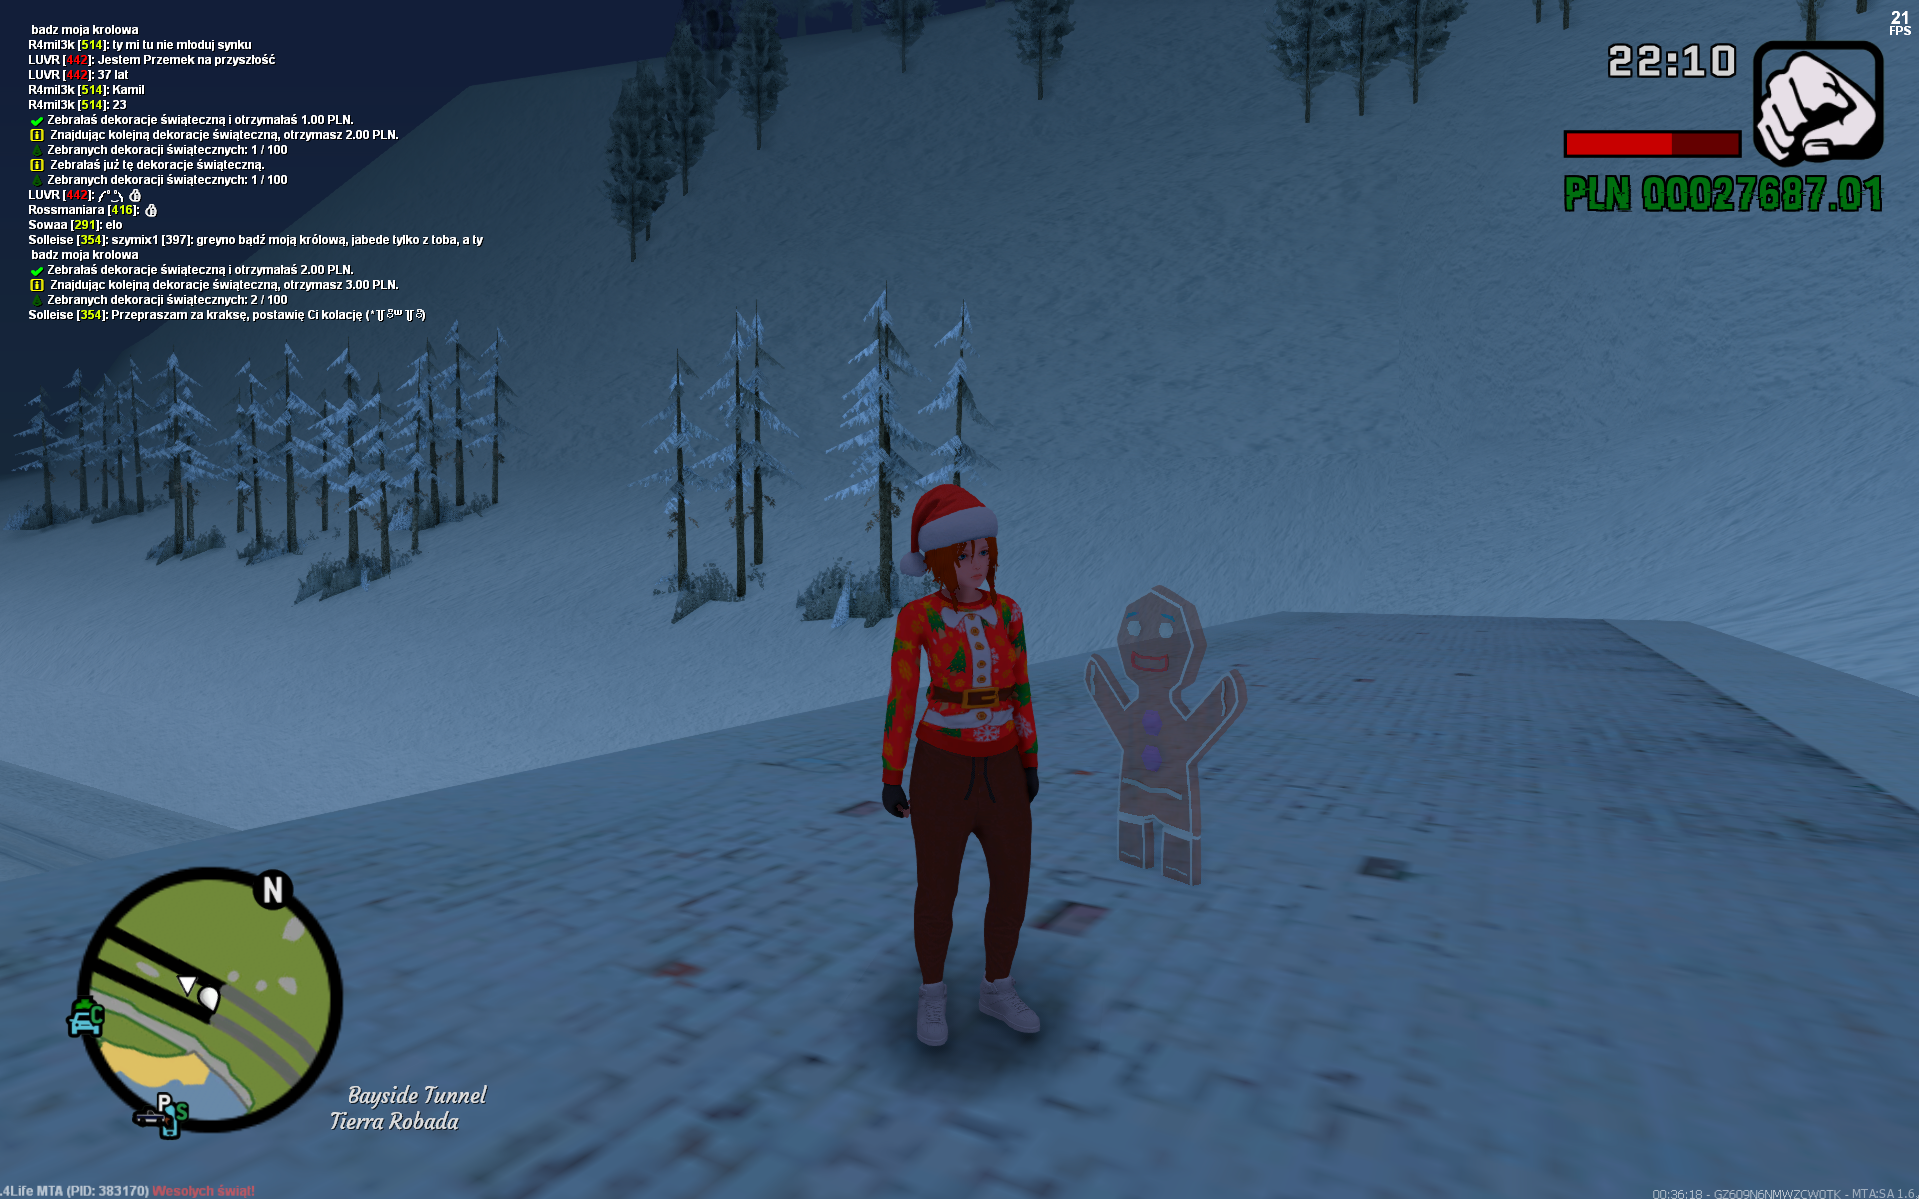 badz moja krolowa
R4mil3k [514]: ty mi tu nie młoduj synku
LUVR [442]: Jestem Przemek na przyszłość
LUVR [442]: 37 lat
R4mil3k [514]: Kamil
R4mil3k [514]: 23
Zebrałaś dekoracje świąteczną i otrzymałaś 1.00 PLN.
Znajdując kolejną dekoracje świąteczną, otrzymasz 2.00 PLN.
Zebranych dekoracji świątecznych: 1 / 100
Zebrałaś już tę dekoracje świąteczną.
Zebranych dekoracji świątecznych: 1 / 100
LUVR [442]:
Rossmaniara [416]:
Sowaa [291]: elo
Solleise [354]: szymix1 [397]: greyno bądź moją królową, jabede tylko z toba, a ty
badz moja krolowa
Zebrałaś dekoracje świąteczną i otrzymałaś 2.00 PLN.
Znajdując kolejną dekoracje świąteczną, otrzymasz 3.00 PLN.
Zebranych dekoracji świątecznych: 2 / 100
Solleise [354]: Przepraszam za kraksę, postawię Ci kolację
21
FPS
22:10
PLN 00027687.01
N
C
P
S
Bayside Tunnel
Tierra Robada
.4Life MTA (PID: 383170) Wesołych świąt!
00:36:18 - GZ609N6NMWZCW0TK - MTA:SA 1.6